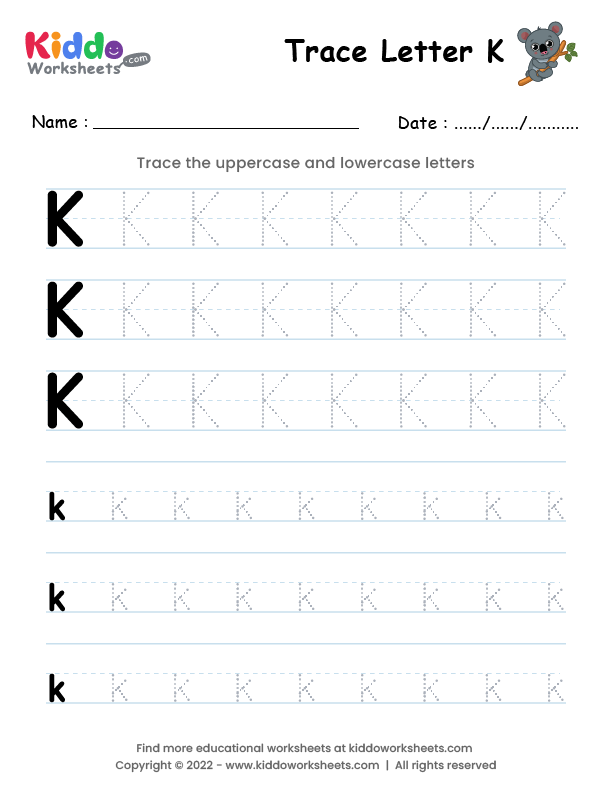 Kiddo
Worksheets .com
Trace Letter K
Name : Date : ....../....../...........
Trace the uppercase and lowercase letters
K K K K K K K K
K K K K K K K K
K K K K K K K K
k k k k k k k k k
k k k k k k k k k
k k k k k k k k k
Find more educational worksheets at kiddoworksheets.com
Copyright © 2022 - www.kiddoworksheets.com | All rights reserved